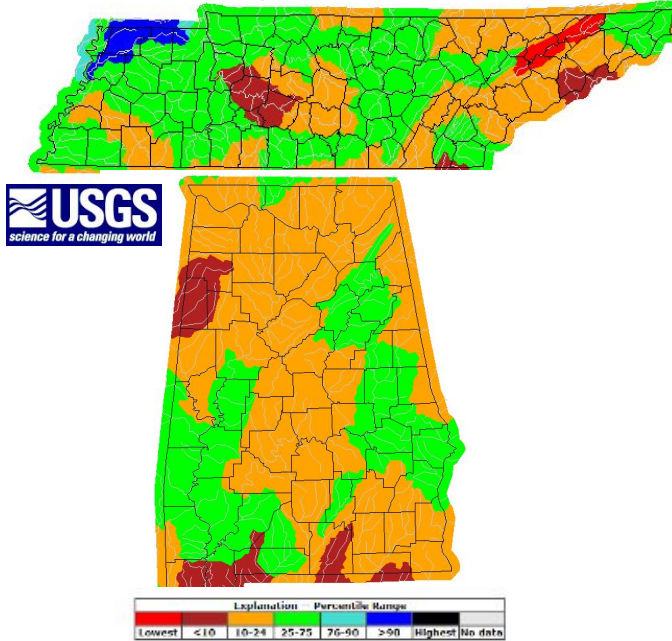 USGS
science for a changing world
Explanation - Percentile Range
Lowest <10 10-24 25-75 76-90 >90 Highest No data